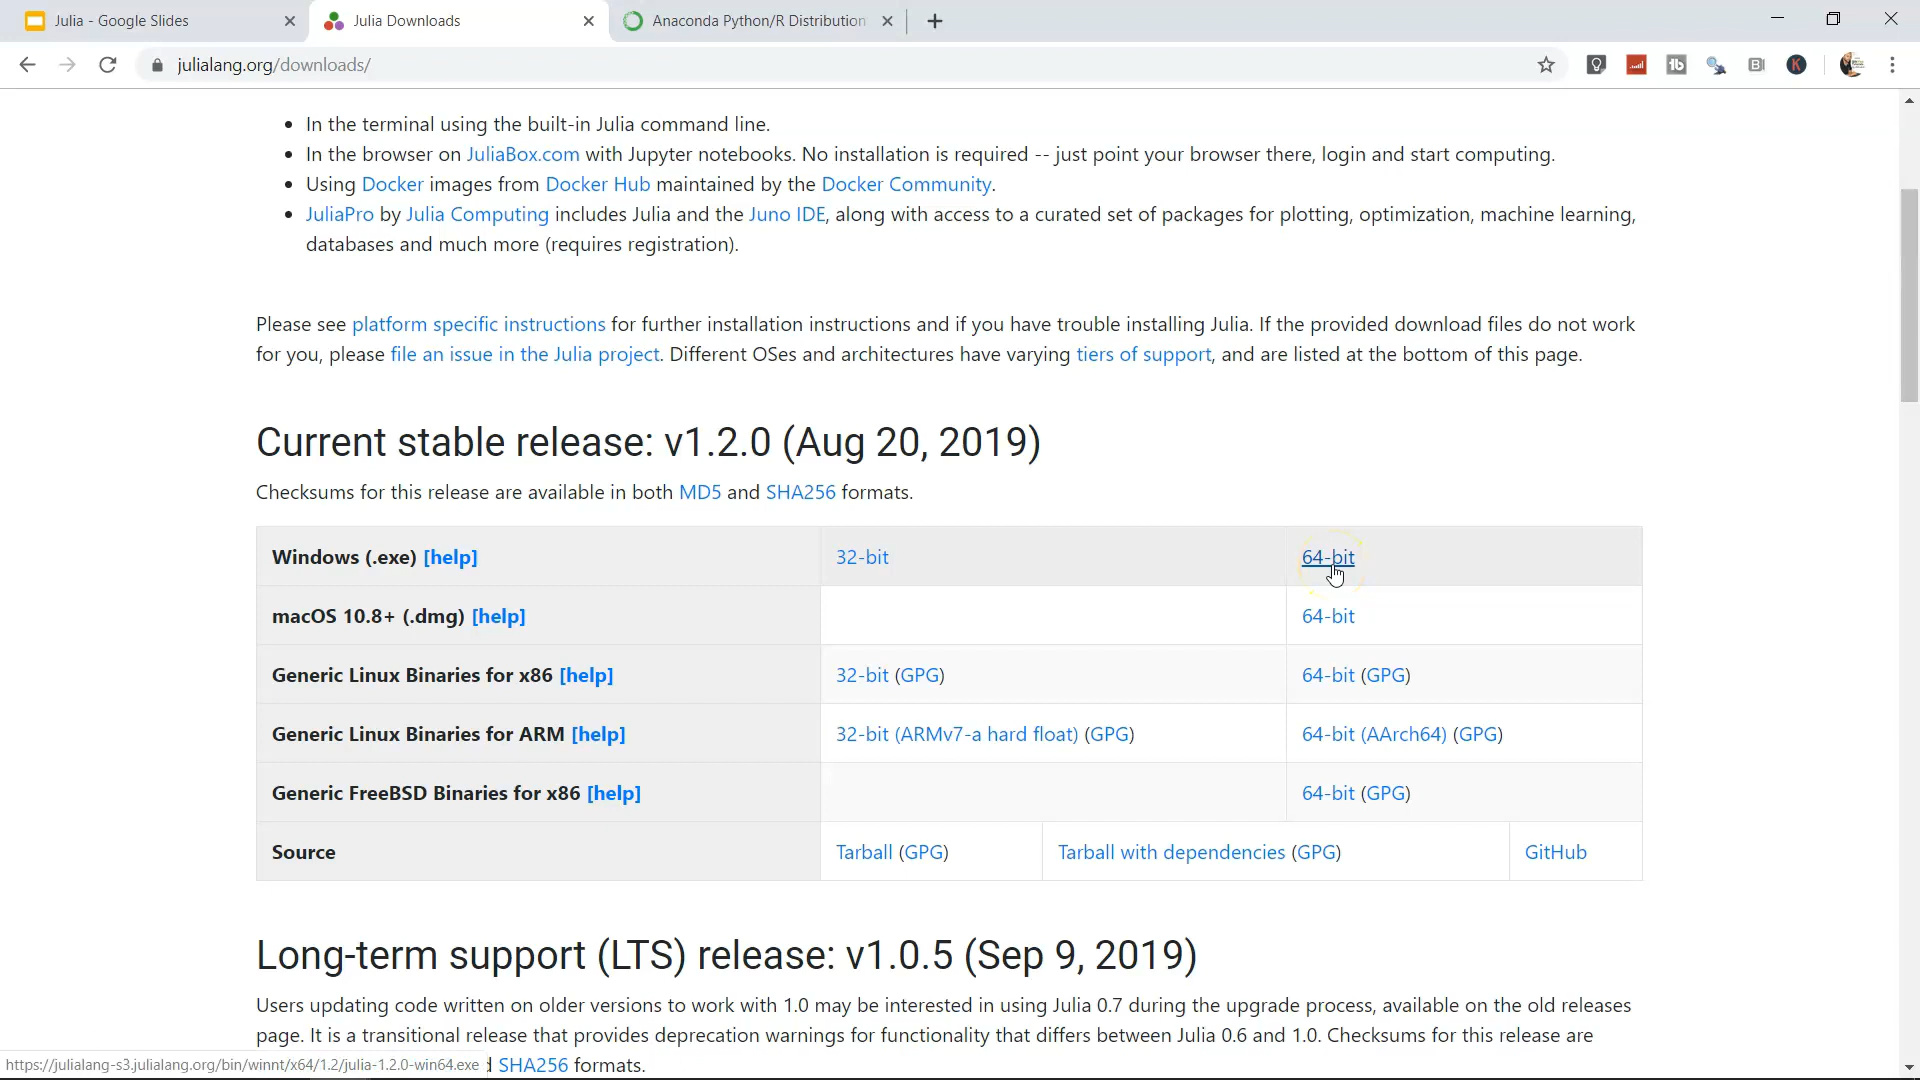 Julia - Google Slides
Julia Downloads
Anaconda Python/R Distribution
julialang.org/downloads/
In the terminal using the built-in Julia command line.
In the browser on JuliaBox.com with Jupyter notebooks. No installation is required -- just point your browser there, login and start computing.
Using Docker images from Docker Hub maintained by the Docker Community.
JuliaPro by Julia Computing includes Julia and the Juno IDE, along with access to a curated set of packages for plotting, optimization, machine learning,
databases and much more (requires registration).
Please see platform specific instructions for further installation instructions and if you have trouble installing Julia. If the provided download files do not work
for you, please file an issue in the Julia project. Different OSes and architectures have varying tiers of support, and are listed at the bottom of this page.
Current stable release: v1.2.0 (Aug 20, 2019)
Checksums for this release are available in both MD5 and SHA256 formats.
Windows (.exe) [help] 32-bit 64-bit
macOS 10.8+ (.dmg) [help] 64-bit
Generic Linux Binaries for x86 [help] 32-bit (GPG) 64-bit (GPG)
Generic Linux Binaries for ARM [help] 32-bit (ARMv7-a hard float) (GPG) 64-bit (AArch64) (GPG)
Generic FreeBSD Binaries for x86 [help] 64-bit (GPG)
Source Tarball (GPG) Tarball with dependencies (GPG) GitHub
Long-term support (LTS) release: v1.0.5 (Sep 9, 2019)
Users updating code written on older versions to work with 1.0 may be interested in using Julia 0.7 during the upgrade process, available on the old releases
page. It is a transitional release that provides deprecation warnings for functionality that differs between Julia 0.6 and 1.0. Checksums for this release are
https://julialang-s3.julialang.org/bin/winnt/x64/1.2/julia-1.2.0-win64.exe SHA256 formats.